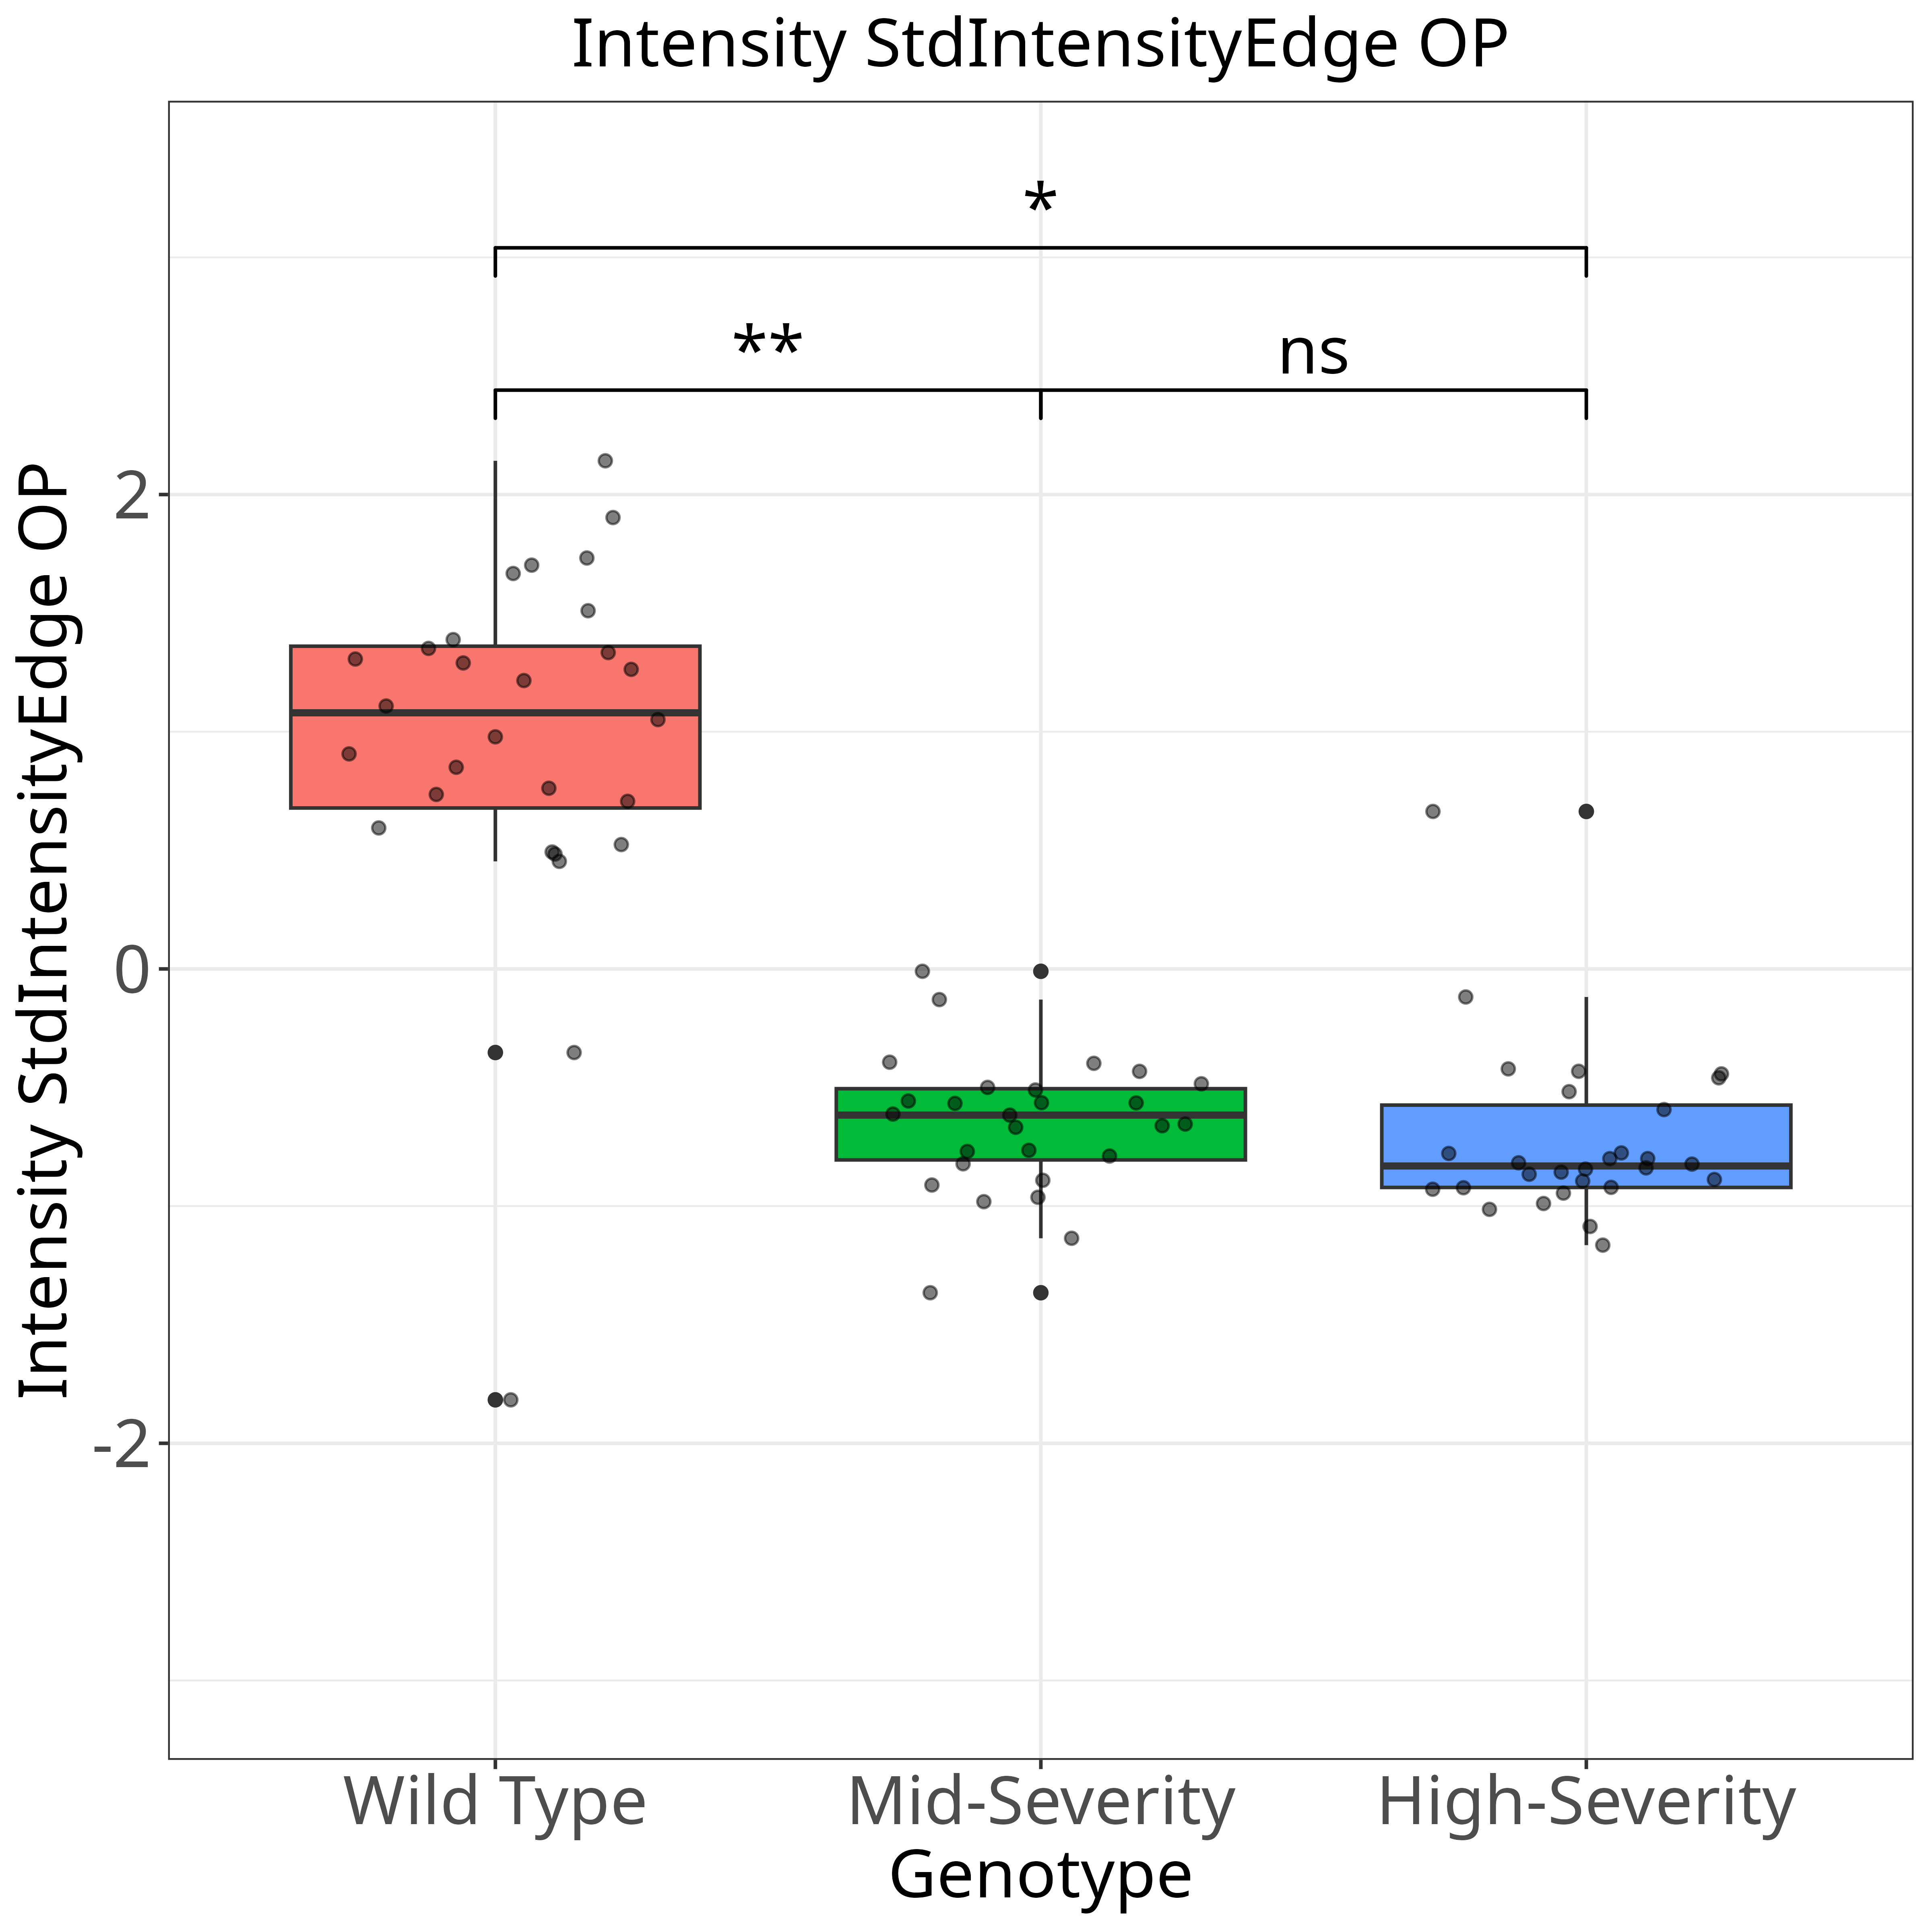 Intensity StdIntensityEdge OP
*
**
ns
Intensity StdIntensityEdge OP
2
0
-2
Wild Type
Mid-Severity
High-Severity
Genotype